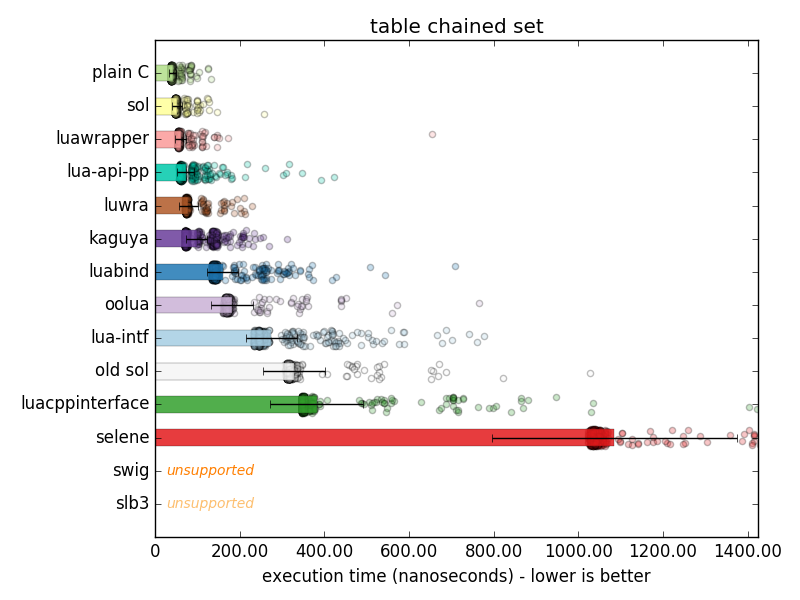 table chained set
plain C
sol
luawrapper
lua-api-pp
luwra
kaguya
luabind
oolua
lua-intf
old sol
luacppinterface
selene
swig unsupported
slb3 unsupported
0 200.00 400.00 600.00 800.00 1000.00 1200.00 1400.00
execution time (nanoseconds) - lower is better